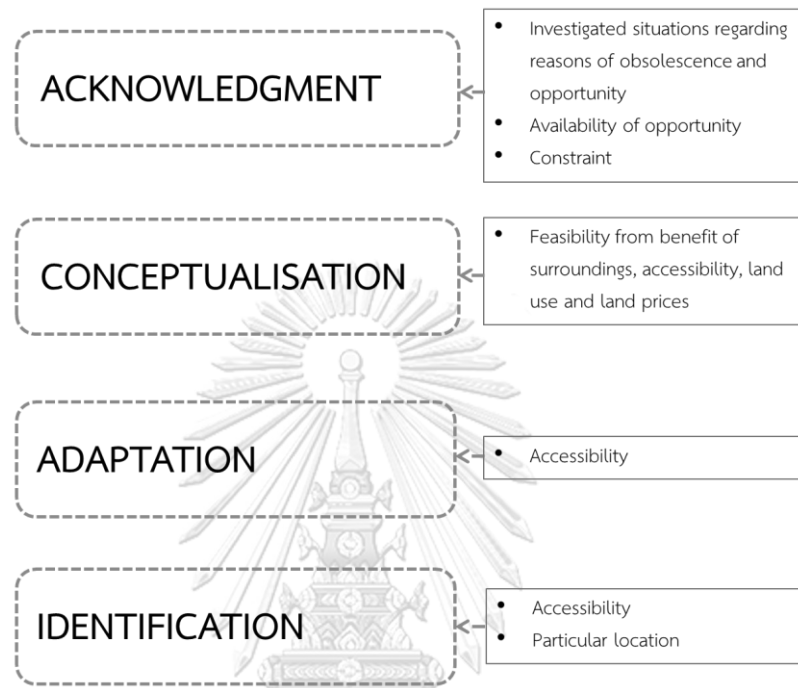 ACKNOWLEDGMENT
• Investigated situations regarding
reasons of obsolescence and
opportunity
• Availability of opportunity
• Constraint
CONCEPTUALISATION
• Feasibility from benefit of
surroundings, accessibility, land
use and land prices
ADAPTATION
• Accessibility
IDENTIFICATION
• Accessibility
• Particular location